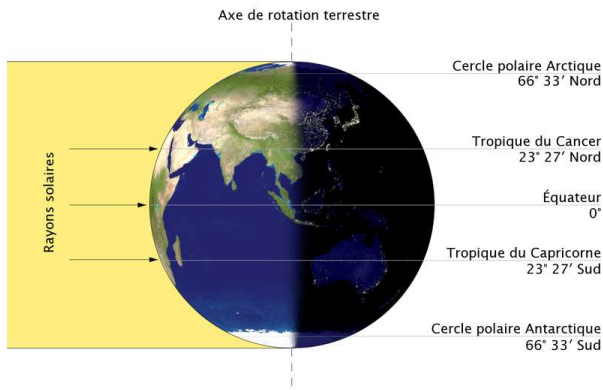 Axe de rotation terrestre
Cercle polaire Arctique
66° 33′ Nord
Tropique du Cancer
23° 27′ Nord
Rayons solaires
Équateur
0°
Tropique du Capricorne
23° 27′ Sud
Cercle polaire Antarctique
66° 33′ Sud